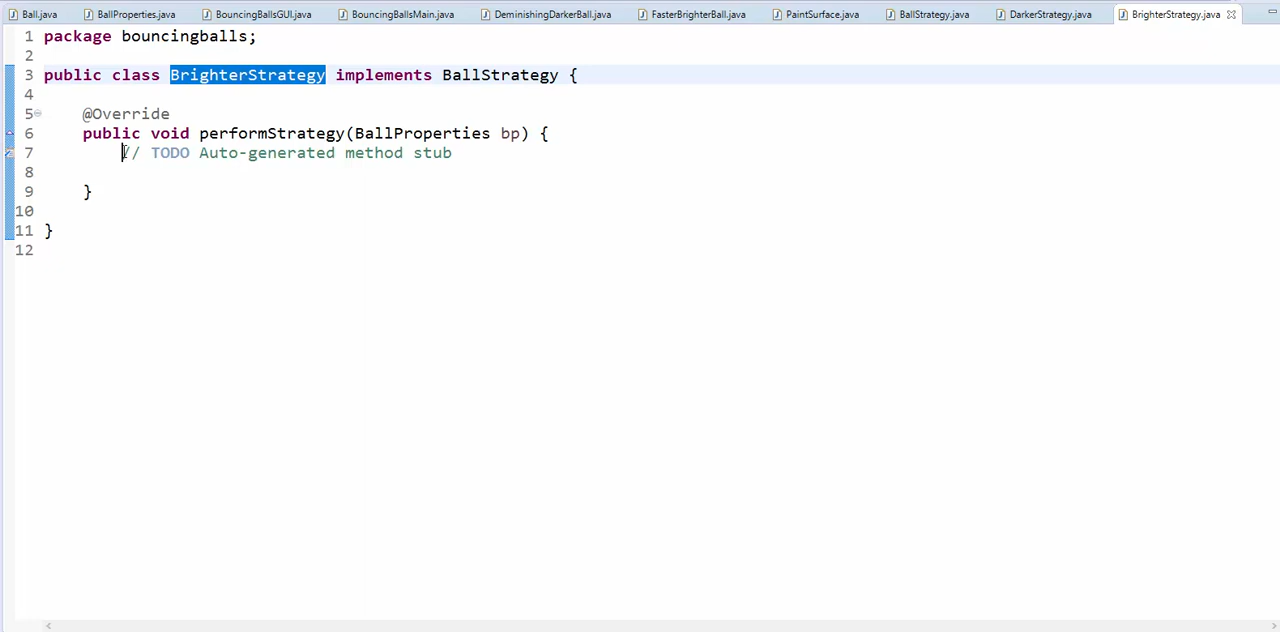 Ball.java BallProperties.java BouncingBallsGUI.java BouncingBallsMain.java DeminishingDarkerBall.java FasterBrighterBall.java PaintSurface.java BallStrategy.java DarkerStrategy.java BrighterStrategy.java
1 package bouncingballs;
2
3 public class BrighterStrategy implements BallStrategy {
4
5 @Override
6 public void performStrategy(BallProperties bp) {
7 // TODO Auto-generated method stub
8
9 }
10
11 }
12